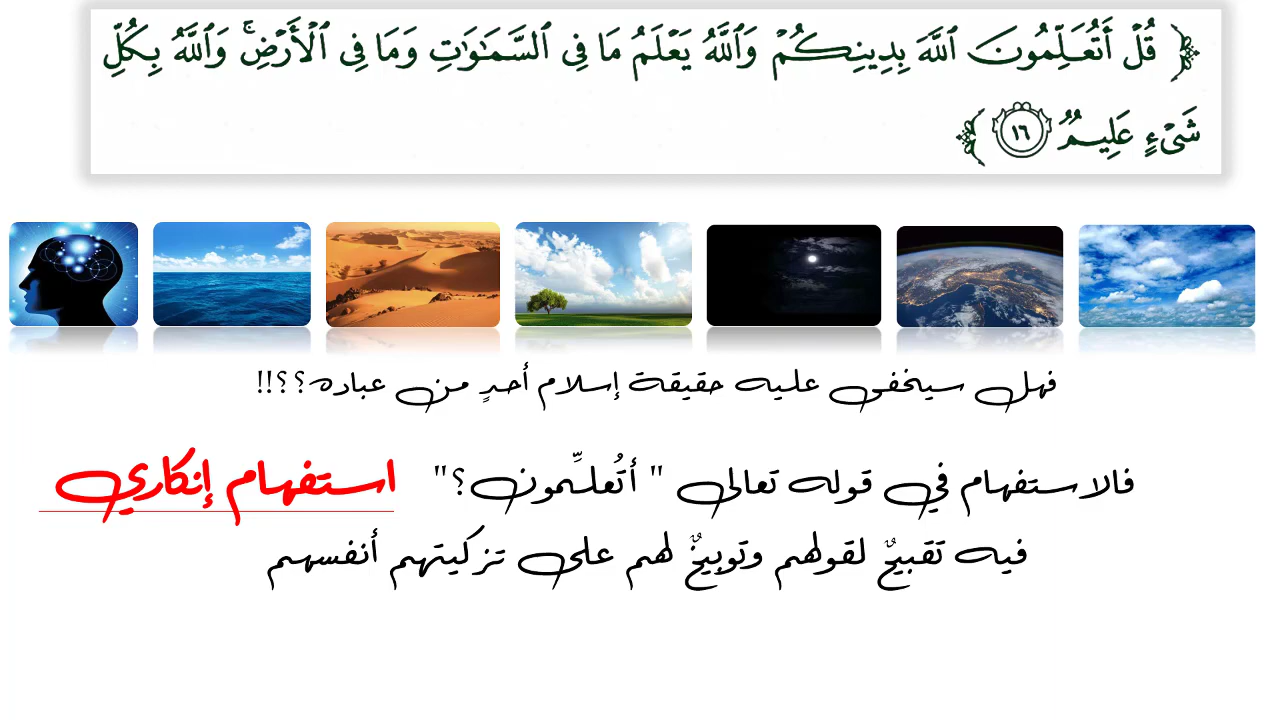 ﴿ قُلۡ أَتُعَلِّمُونَ ٱللَّهَ بِدِينِكُمۡ وَٱللَّهُ يَعۡلَمُ مَا فِي ٱلسَّمَٰوَٰتِ وَمَا فِي ٱلۡأَرۡضِۚ وَٱللَّهُ بِكُلِّ
شَيۡءٍ عَلِيمٞ ١٦ ﴾
فهل سيخفى عليه حقيقة إسلام أحدٍ من عباده؟؟؟!!
فالاستفهام في قوله تعالى " أتُعلِّمون؟" استفهام إنكاري
فيه تقبيحٌ لقولهم وتوبيخٌ لهم على تزكيتهم أنفسهم